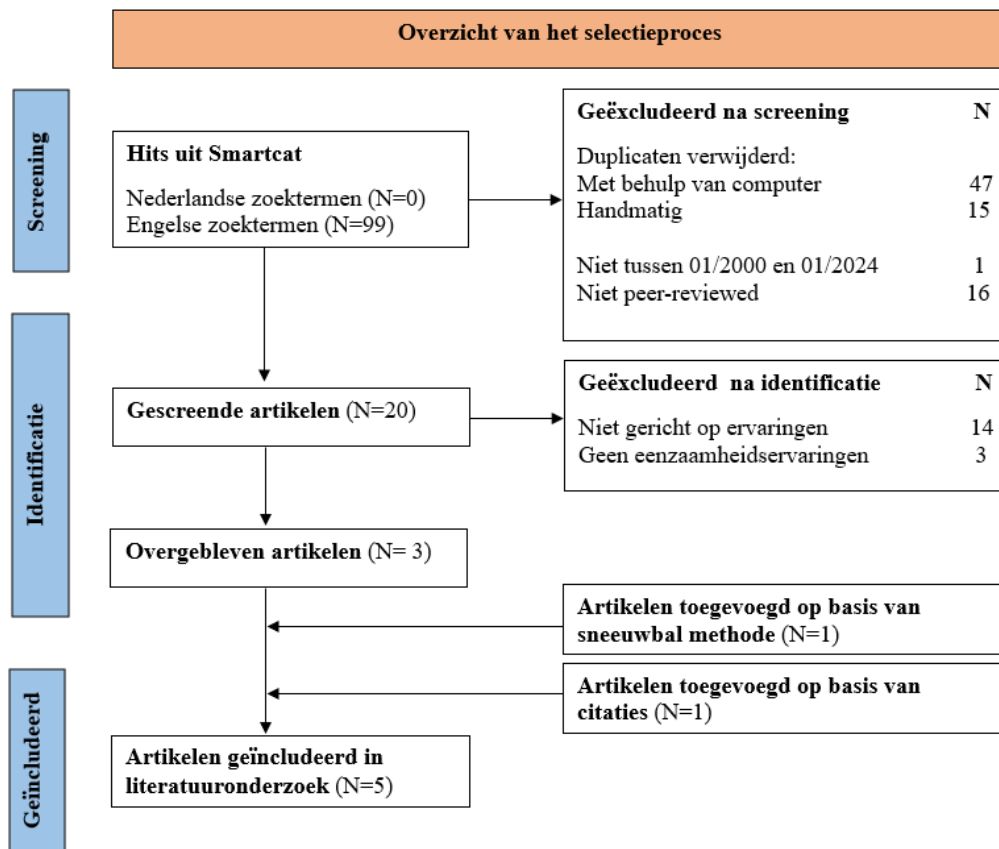 Overzicht van het selectieproces
Screening
Hits uit Smartcat
Nederlandse zoektermen (N=0)
Engelse zoektermen (N=99)
Geëxcludeerd na screening N
Duplicaten verwijderd:
Met behulp van computer 47
Handmatig 15
Niet tussen 01/2000 en 01/2024 1
Niet peer-reviewed 16
Identificatie
Gescreende artikelen (N=20)
Geëxcludeerd  na identificatie N
Niet gericht op ervaringen 14
Geen eenzaamheidservaringen 3
Overgebleven artikelen (N= 3)
Artikelen toegevoegd op basis van
sneeuwbal methode (N=1)
Geïncludeerd
Artikelen toegevoegd op basis van
citaties (N=1)
Artikelen geïncludeerd in
literatuuronderzoek (N=5)